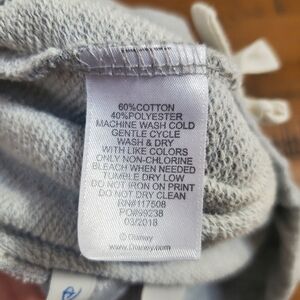 60%COTTON
40%POLYESTER
MACHINE WASH COLD
GENTLE CYCLE
WASH & DRY
WITH LIKE COLORS
ONLY NON-CHLORINE
BLEACH WHEN NEEDED
TUMBLE DRY LOW
DO NOT IRON ON PRINT
DO NOT DRY CLEAN
RN#117508
PO#99238
03/2018
© Disney
www.Disney.com